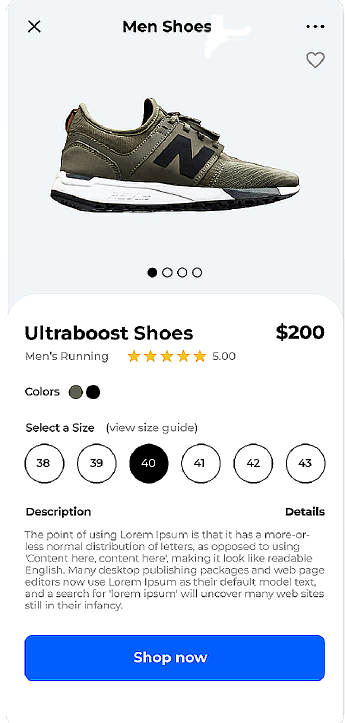 Men Shoes
N
REVLITE
Ultraboost Shoes $200
Men's Running 5.00
Colors
Select a Size (view size guide)
38 39 40 41 42 43
Description Details
The point of using Lorem Ipsum is that it has a more-or-
less normal distribution of letters, as opposed to using
'Content here, content here', making it look like readable
English. Many desktop publishing packages and web page
editors now use Lorem Ipsum as their default model text,
and a search for 'lorem ipsum' will uncover many web sites
still in their infancy.
Shop now